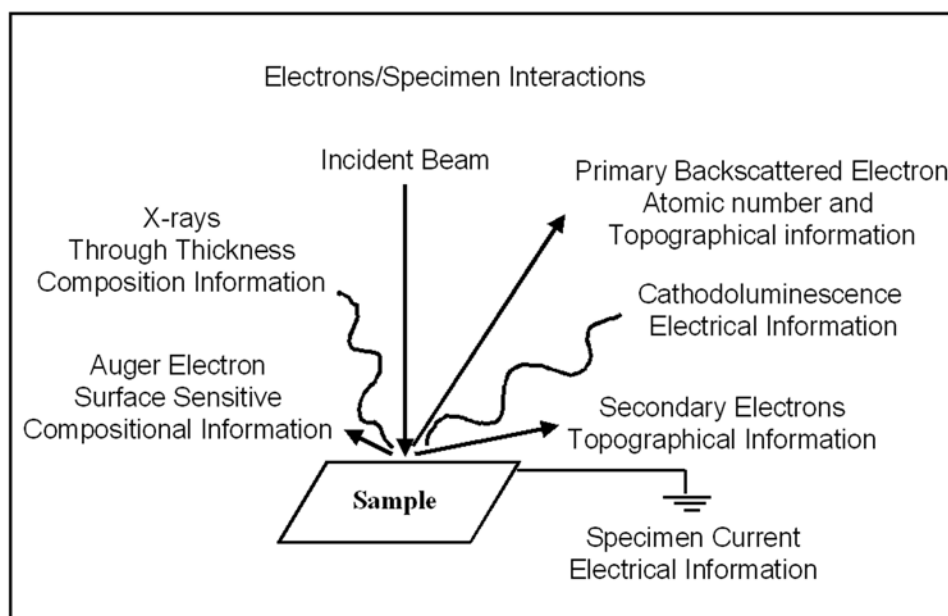 Electrons/Specimen Interactions
Incident Beam
Primary Backscattered Electron
Atomic number and
Topographical information
X-rays
Through Thickness
Composition Information
Cathodoluminescence
Electrical Information
Auger Electron
Surface Sensitive
Compositional Information
Secondary Electrons
Topographical Information
Sample
Specimen Current
Electrical Information